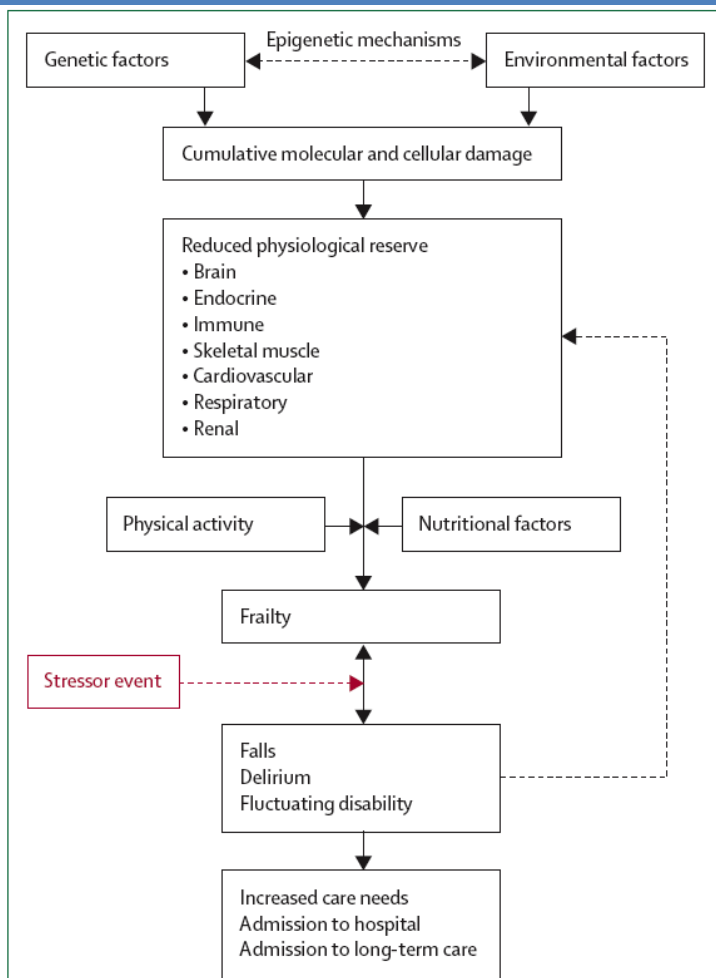 Epigenetic mechanisms
Genetic factors
Environmental factors
Cumulative molecular and cellular damage
Reduced physiological reserve
• Brain
• Endocrine
• Immune
• Skeletal muscle
• Cardiovascular
• Respiratory
• Renal
Physical activity
Nutritional factors
Frailty
Stressor event
Falls
Delirium
Fluctuating disability
Increased care needs
Admission to hospital
Admission to long-term care